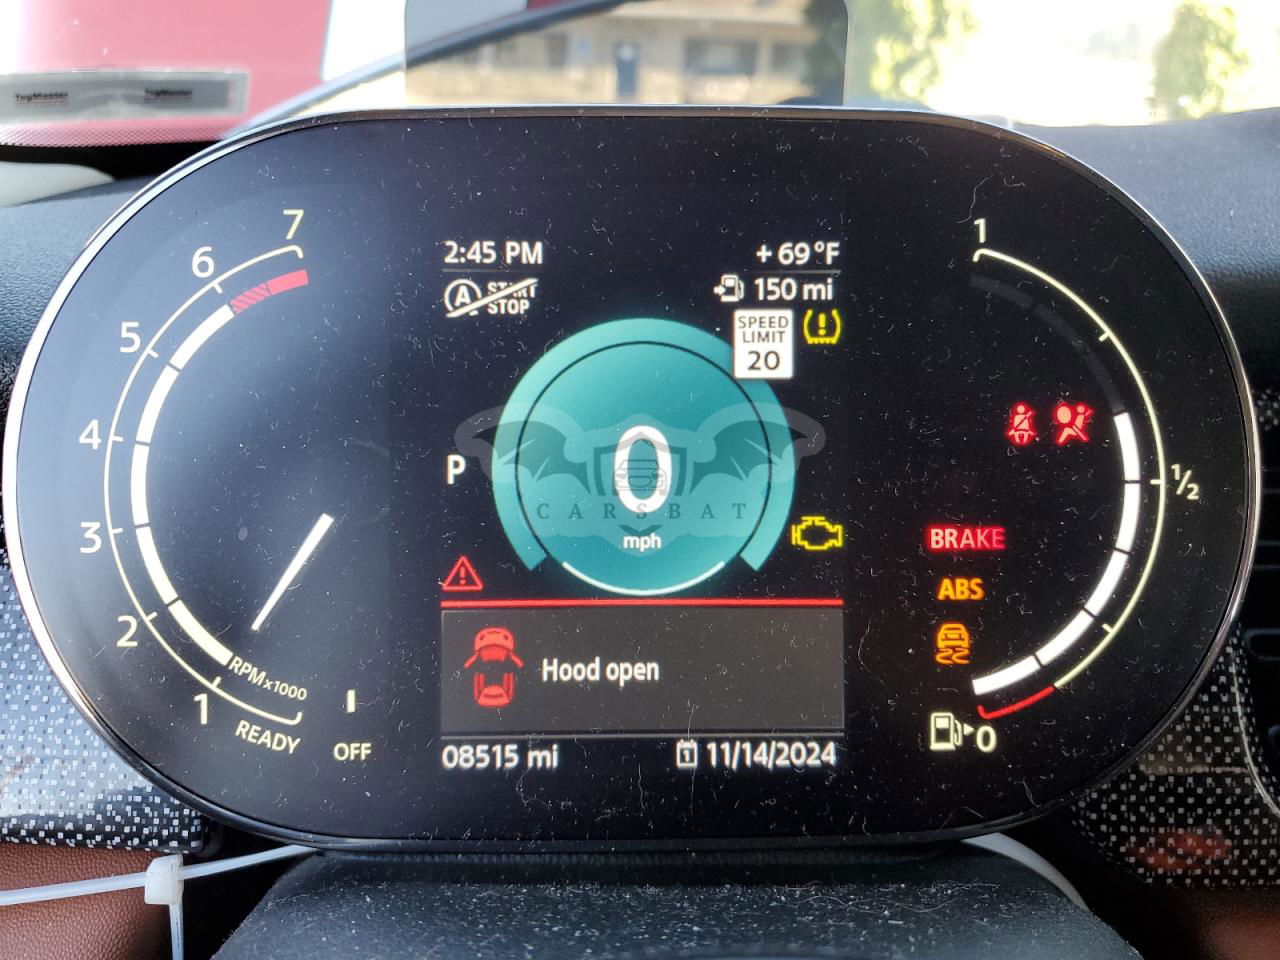 TagMaster TagMaster
7
6
5
4
3
2
1
RPMx1000
READY
OFF
2:45 PM
+ 69 °F
A START STOP
150 mi
SPEED
LIMIT
20
P
0
mph
CARSBAT
Hood open
08515 mi
1 11/14/2024
1
1/2
BRAKE
ABS
0